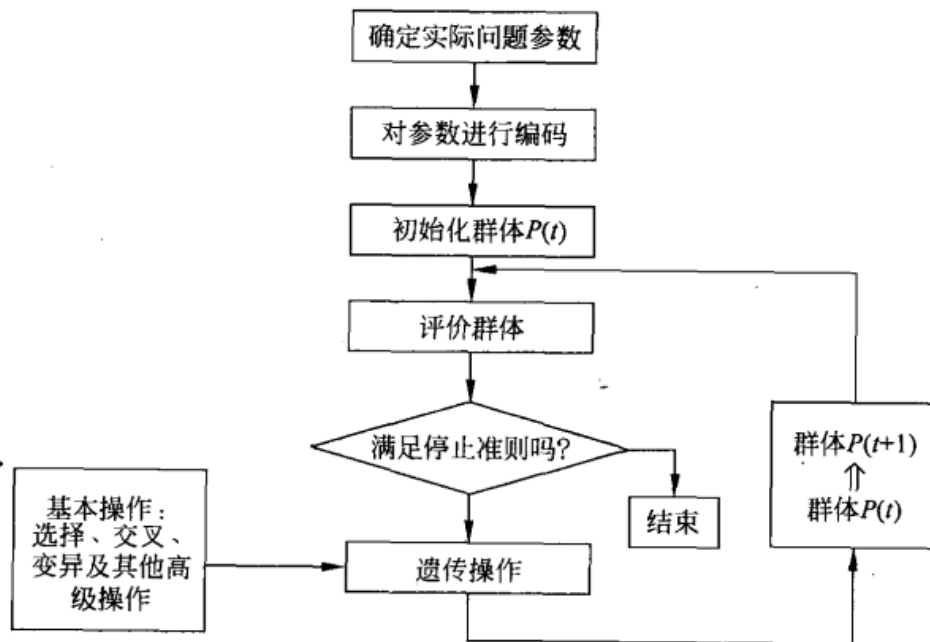 确定实际问题参数
对参数进行编码
初始化群体P(t)
评价群体
满足停止准则吗?
结束
群体P(t+1)
⇑
群体P(t)
基本操作:
选择、交叉、
变异及其他高
级操作
遗传操作